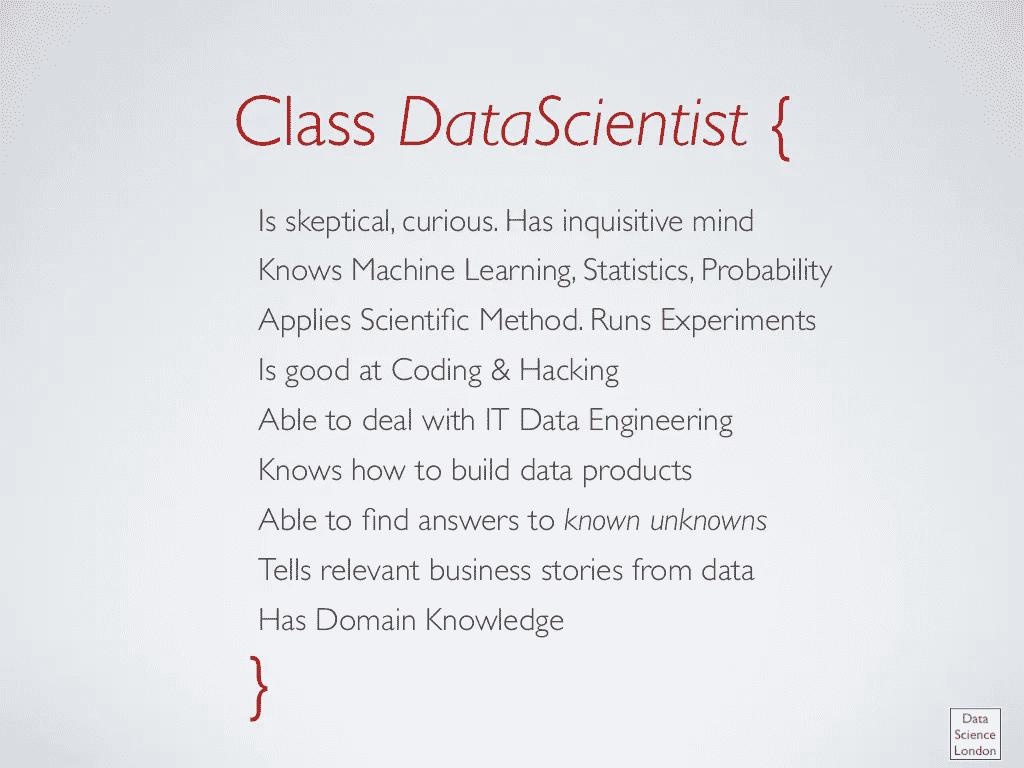 Class DataScientist {
Is skeptical, curious. Has inquisitive mind
Knows Machine Learning, Statistics, Probability
Applies Scientific Method. Runs Experiments
Is good at Coding & Hacking
Able to deal with IT Data Engineering
Knows how to build data products
Able to find answers to known unknowns
Tells relevant business stories from data
Has Domain Knowledge
}
Data
Science
London